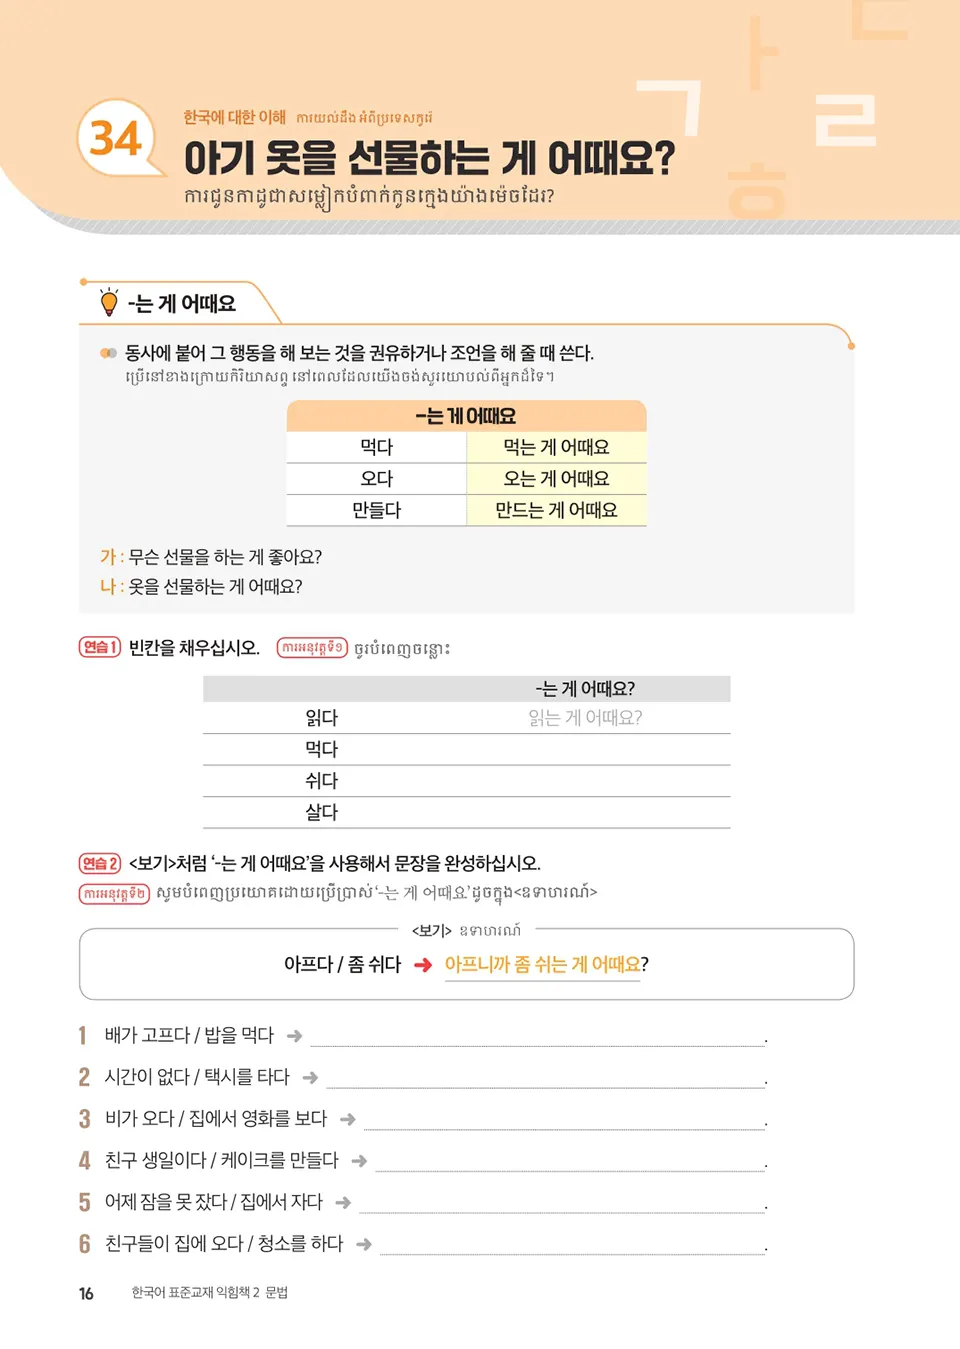 34
한국에 대한 이해 ការយល់ដឹងអំពីប្រទេសកូរ៉េ
아기 옷을 선물하는 게 어때요?
ការជូនកាដូជាសម្លៀកបំពាក់កូនក្មេងយ៉ាងម៉េចដែរ?
-는 게 어때요
동사에 붙어 그 행동을 해 보는 것을 권유하거나 조언을 해 줄 때 쓴다.
ប្រើនៅខាងក្រោយកិរិយាសព្ទ នៅពេលដែលយើងចង់សួរយោបល់ពីអ្នកដ៏ទៃ។
-는 게 어때요
먹다 먹는 게 어때요
오다 오는 게 어때요
만들다 만드는 게 어때요
가 : 무슨 선물을 하는 게 좋아요?
나 : 옷을 선물하는 게 어때요?
연습 1 빈칸을 채우십시오. ការអនុវត្តទី១ ចូរបំពេញចន្លោះ
-는 게 어때요?
읽다 읽는 게 어때요?
먹다
쉬다
살다
연습 2 <보기>처럼 ‘-는 게 어때요’을 사용해서 문장을 완성하십시오.
ការអនុវត្តទី២ សូមបំពេញប្រយោគដោយប្រើប្រាស់ ‘-는 게 어때요’ ដូចក្នុង<ឧទាហរណ៍>
<보기> ឧទាហរណ៍
아프다 / 좀 쉬다 ➜ 아프니까 좀 쉬는 게 어때요?
1 배가 고프다 / 밥을 먹다 ➜ .
2 시간이 없다 / 택시를 타다 ➜ .
3 비가 오다 / 집에서 영화를 보다 ➜ .
4 친구 생일이다 / 케이크를 만들다 ➜ .
5 어제 잠을 못 잤다 / 집에서 자다 ➜ .
6 친구들이 집에 오다 / 청소를 하다 ➜ .
16 한국어 표준교재 익힘책 2 문법